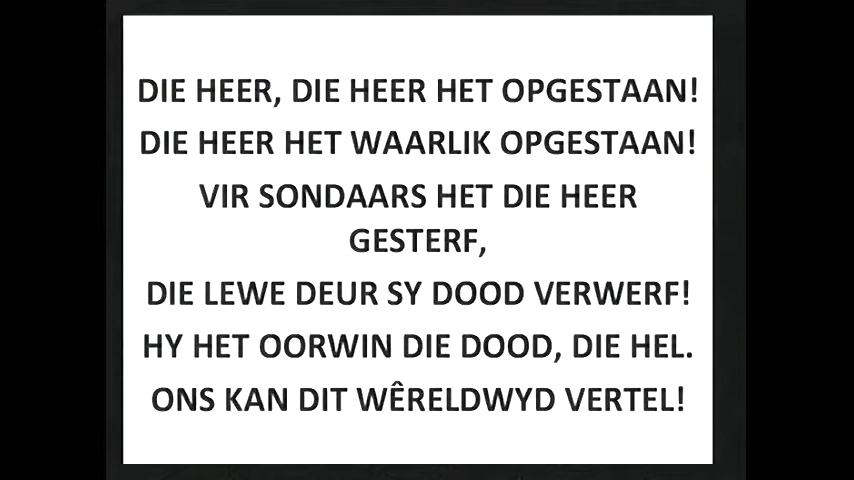 DIE HEER, DIE HEER HET OPGESTAAN!
DIE HEER HET WAARLIK OPGESTAAN!
VIR SONDAARS HET DIE HEER
GESTERF,
DIE LEWE DEUR SY DOOD VERWERF!
HY HET OORWIN DIE DOOD, DIE HEL.
ONS KAN DIT WÊRELDWYD VERTEL!